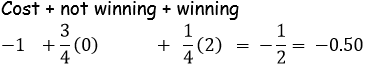 Cost + not winning + winning
−1 + 3/4 (0) + 1/4 (2) = − 1/2 = −0.50